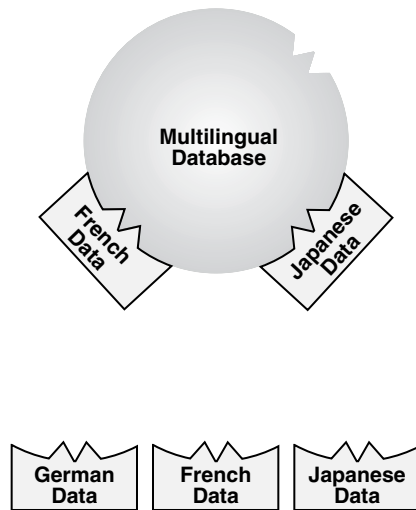 Multilingual
Database
French
Data
Japanese
Data
German
Data
French
Data
Japanese
Data